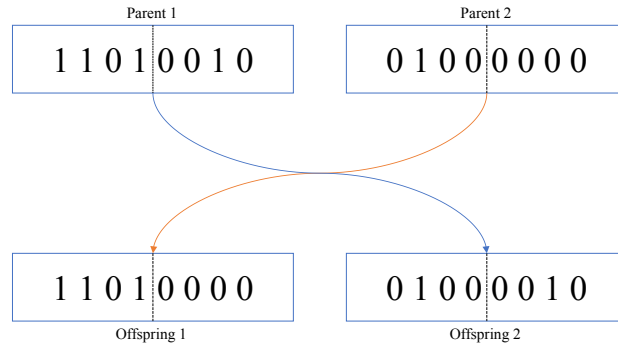 Parent 1
Parent 2
1 1 0 1 0 0 1 0
0 1 0 0 0 0 0 0
1 1 0 1 0 0 0 0
0 1 0 0 0 0 1 0
Offspring 1
Offspring 2